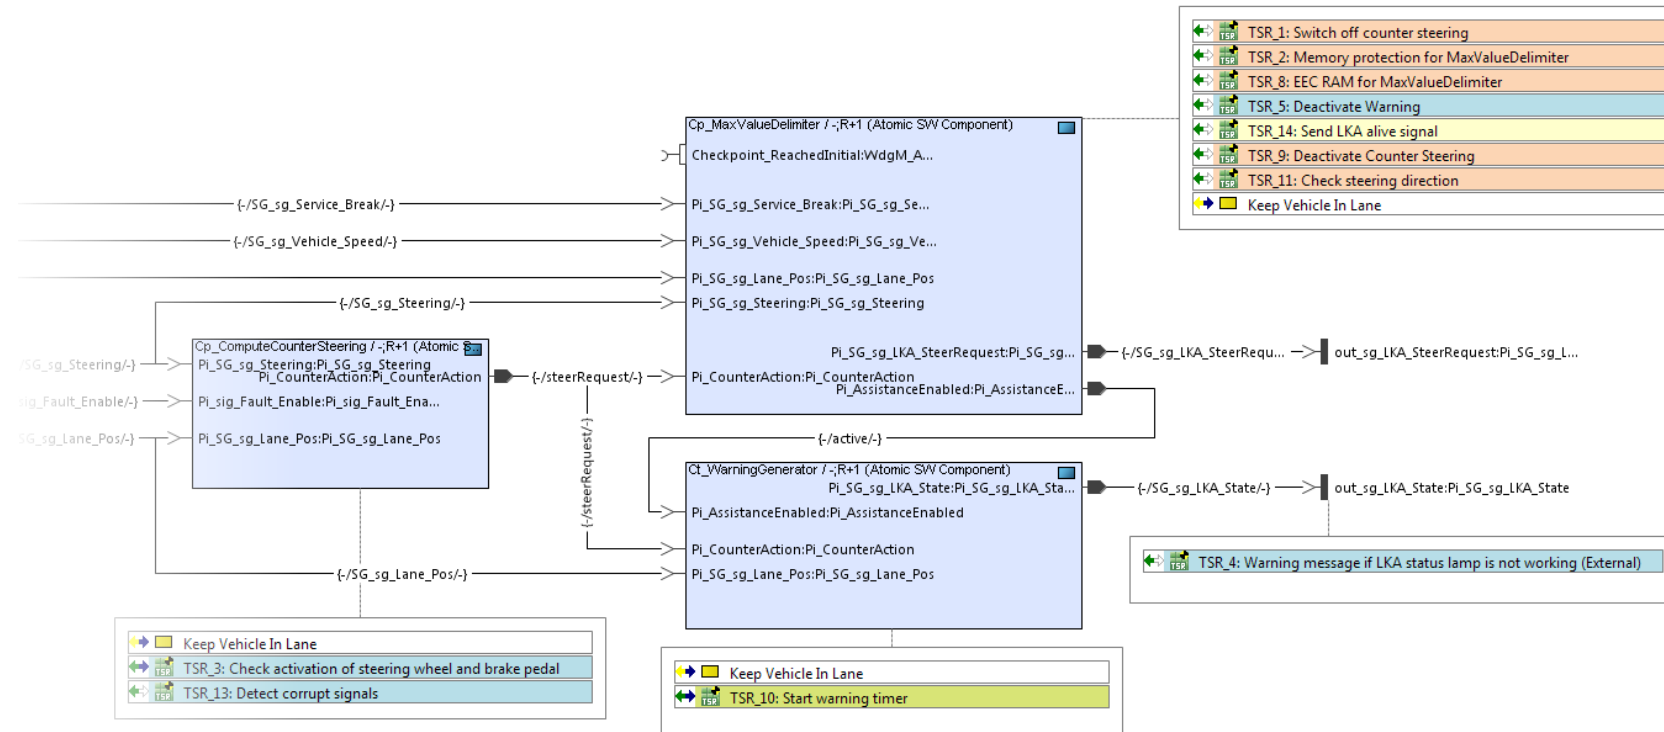 TSR_1: Switch off counter steering
TSR_2: Memory protection for MaxValueDelimiter
TSR_8: EEC RAM for MaxValueDelimiter
TSR_5: Deactivate Warning
TSR_14: Send LKA alive signal
TSR_9: Deactivate Counter Steering
TSR_11: Check steering direction
Keep Vehicle In Lane
Cp_MaxValueDelimiter / -;R+1 (Atomic SW Component)
Checkpoint_ReachedInitial:WdgM_A...
{-/SG_sg_Service_Break/-}
Pi_SG_sg_Service_Break:Pi_SG_sg_Se...
{-/SG_sg_Vehicle_Speed/-}
Pi_SG_sg_Vehicle_Speed:Pi_SG_sg_Ve...
Pi_SG_sg_Lane_Pos:Pi_SG_sg_Lane_Pos
{-/SG_sg_Steering/-}
Pi_SG_sg_Steering:Pi_SG_sg_Steering
Pi_SG_sg_LKA_SteerRequest:Pi_SG_sg...
{-/SG_sg_LKA_SteerRequ...
out_sg_LKA_SteerRequest:Pi_SG_sg_L...
Pi_CounterAction:Pi_CounterAction
Pi_AssistanceEnabled:Pi_AssistanceE...
Cp_ComputeCounterSteering / -;R+1 (Atomic S...
/SG_sg_Steering/-}
Pi_SG_sg_Steering:Pi_SG_sg_Steering
Pi_CounterAction:Pi_CounterAction
{-/steerRequest/-}
sig_Fault_Enable/-}
Pi_sig_Fault_Enable:Pi_sig_Fault_Ena...
SG_sg_Lane_Pos/-}
Pi_SG_sg_Lane_Pos:Pi_SG_sg_Lane_Pos
{-/steerRequest/-}
{-/active/-}
Ct_WarningGenerator / -;R+1 (Atomic SW Component)
Pi_SG_sg_LKA_State:Pi_SG_sg_LKA_Sta...
{-/SG_sg_LKA_State/-}
out_sg_LKA_State:Pi_SG_sg_LKA_State
Pi_AssistanceEnabled:Pi_AssistanceEnabled
Pi_CounterAction:Pi_CounterAction
{-/SG_sg_Lane_Pos/-}
Pi_SG_sg_Lane_Pos:Pi_SG_sg_Lane_Pos
TSR_4: Warning message if LKA status lamp is not working (External)
Keep Vehicle In Lane
TSR_3: Check activation of steering wheel and brake pedal
TSR_13: Detect corrupt signals
Keep Vehicle In Lane
TSR_10: Start warning timer